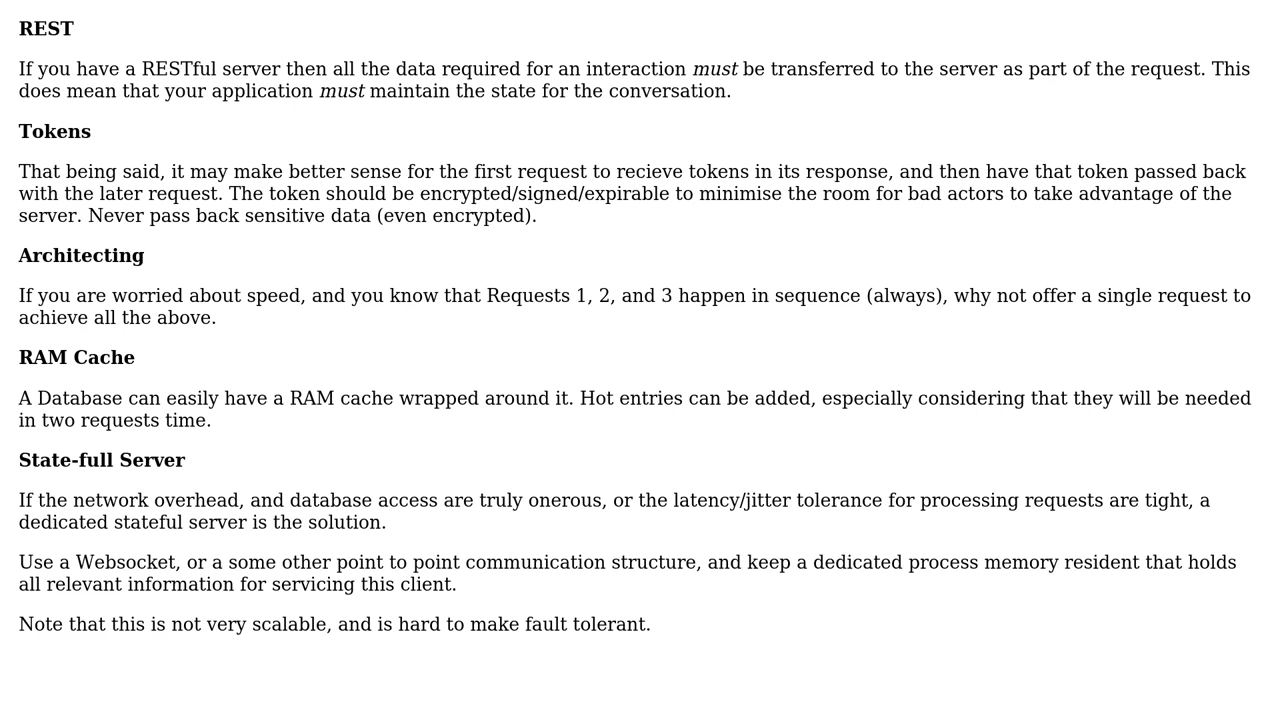 REST
If you have a RESTful server then all the data required for an interaction must be transferred to the server as part of the request. This
does mean that your application must maintain the state for the conversation.
Tokens
That being said, it may make better sense for the first request to recieve tokens in its response, and then have that token passed back
with the later request. The token should be encrypted/signed/expirable to minimise the room for bad actors to take advantage of the
server. Never pass back sensitive data (even encrypted).
Architecting
If you are worried about speed, and you know that Requests 1, 2, and 3 happen in sequence (always), why not offer a single request to
achieve all the above.
RAM Cache
A Database can easily have a RAM cache wrapped around it. Hot entries can be added, especially considering that they will be needed
in two requests time.
State-full Server
If the network overhead, and database access are truly onerous, or the latency/jitter tolerance for processing requests are tight, a
dedicated stateful server is the solution.
Use a Websocket, or a some other point to point communication structure, and keep a dedicated process memory resident that holds
all relevant information for servicing this client.
Note that this is not very scalable, and is hard to make fault tolerant.